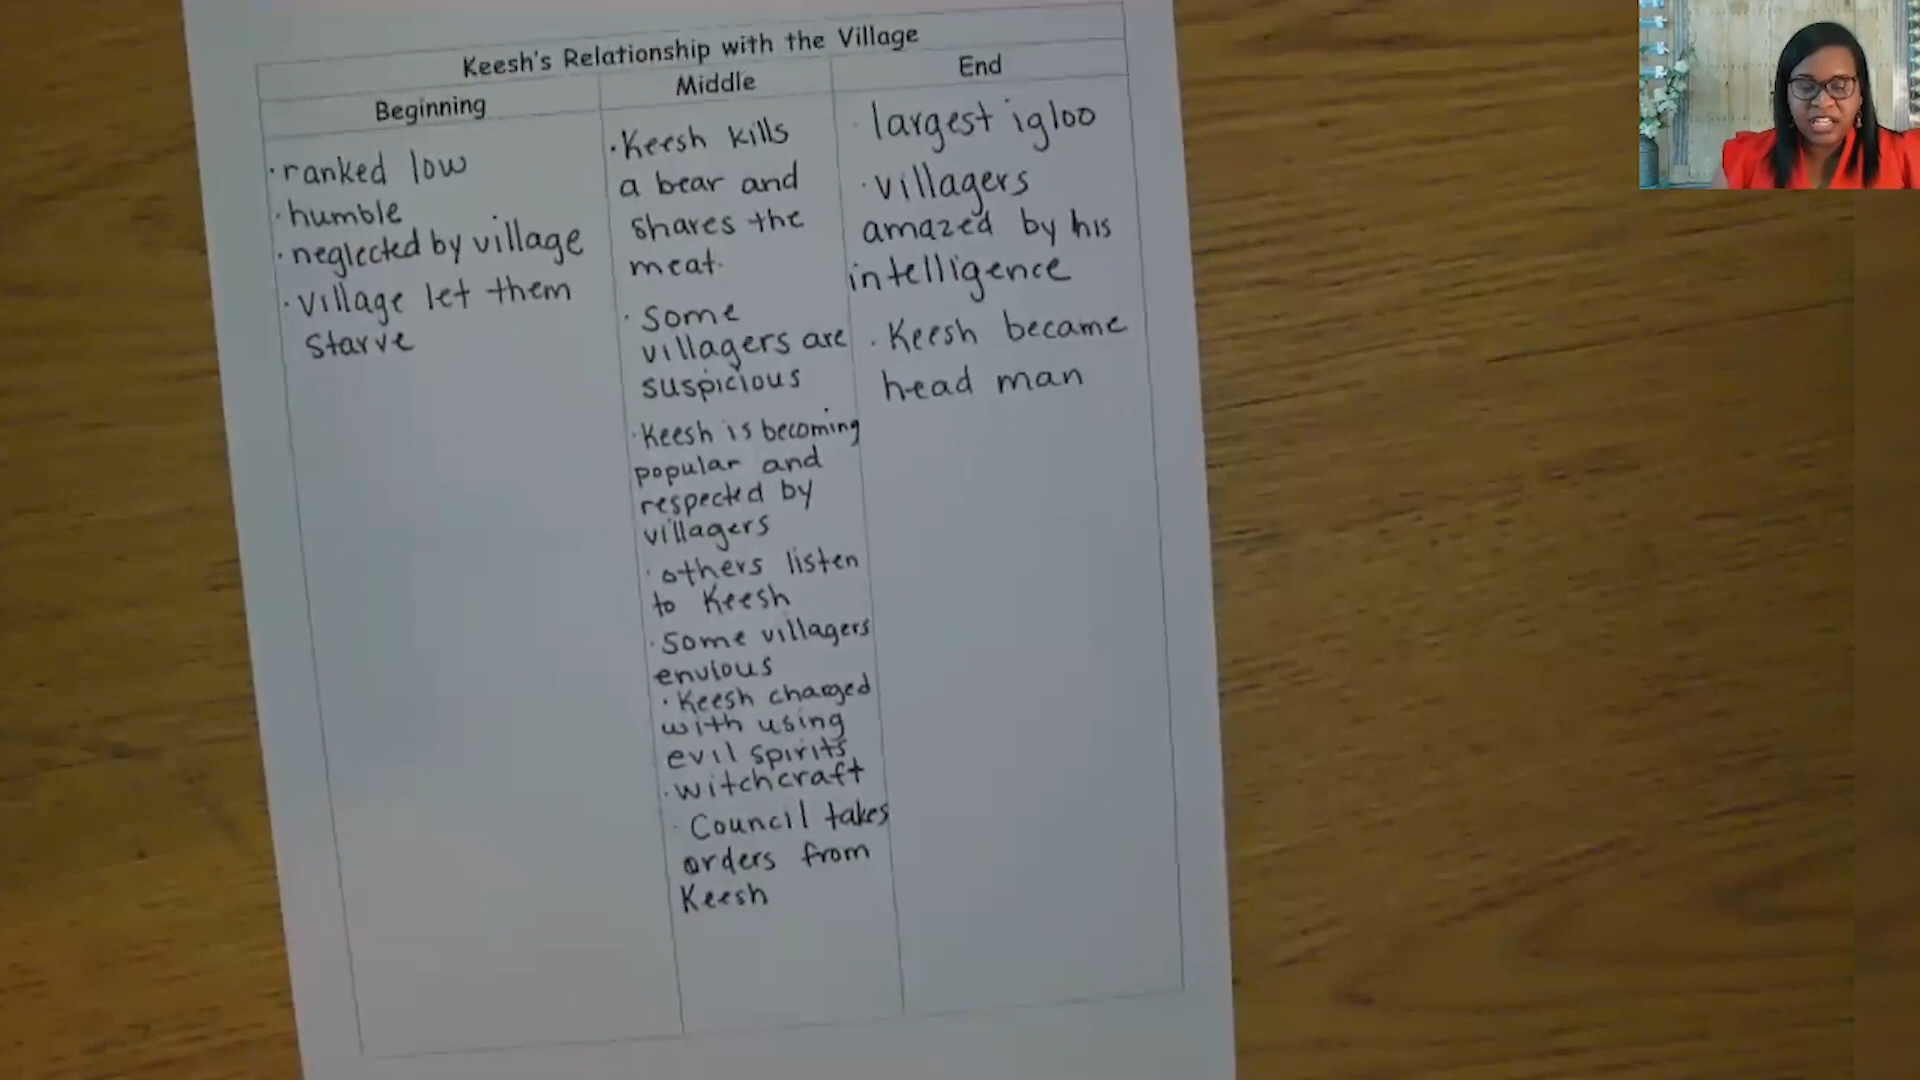 Keesh's Relationship with the Village
Beginning
· ranked low
· humble
· neglected by village
· village let them
starve
Middle
· Keesh kills
a bear and
shares the
meat.
· Some
villagers are
suspicious
· Keesh is becoming
popular and
respected by
villagers
· others listen
to Keesh
· Some villagers
envious
· Keesh charged
with using
evil spirits
· witchcraft
· Council takes
orders from
Keesh
End
· largest igloo
· villagers
amazed by his
intelligence
· Keesh became
head man